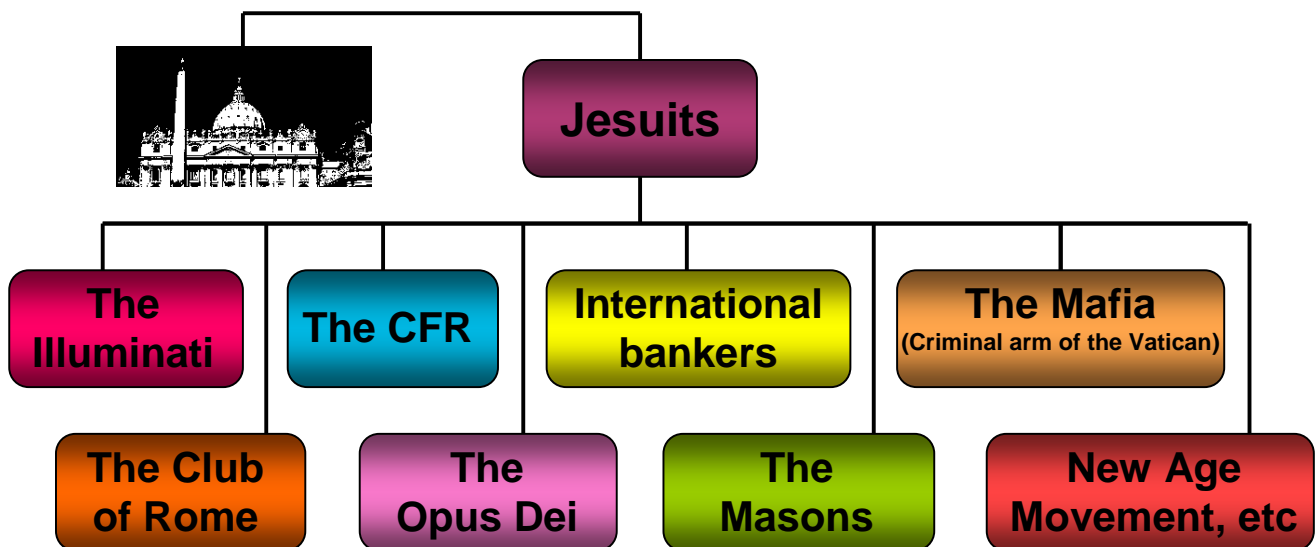 Jesuits
The
Illuminati
The CFR
International
bankers
The Mafia
(Criminal arm of the Vatican)
The Club
of Rome
The
Opus Dei
The
Masons
New Age
Movement, etc